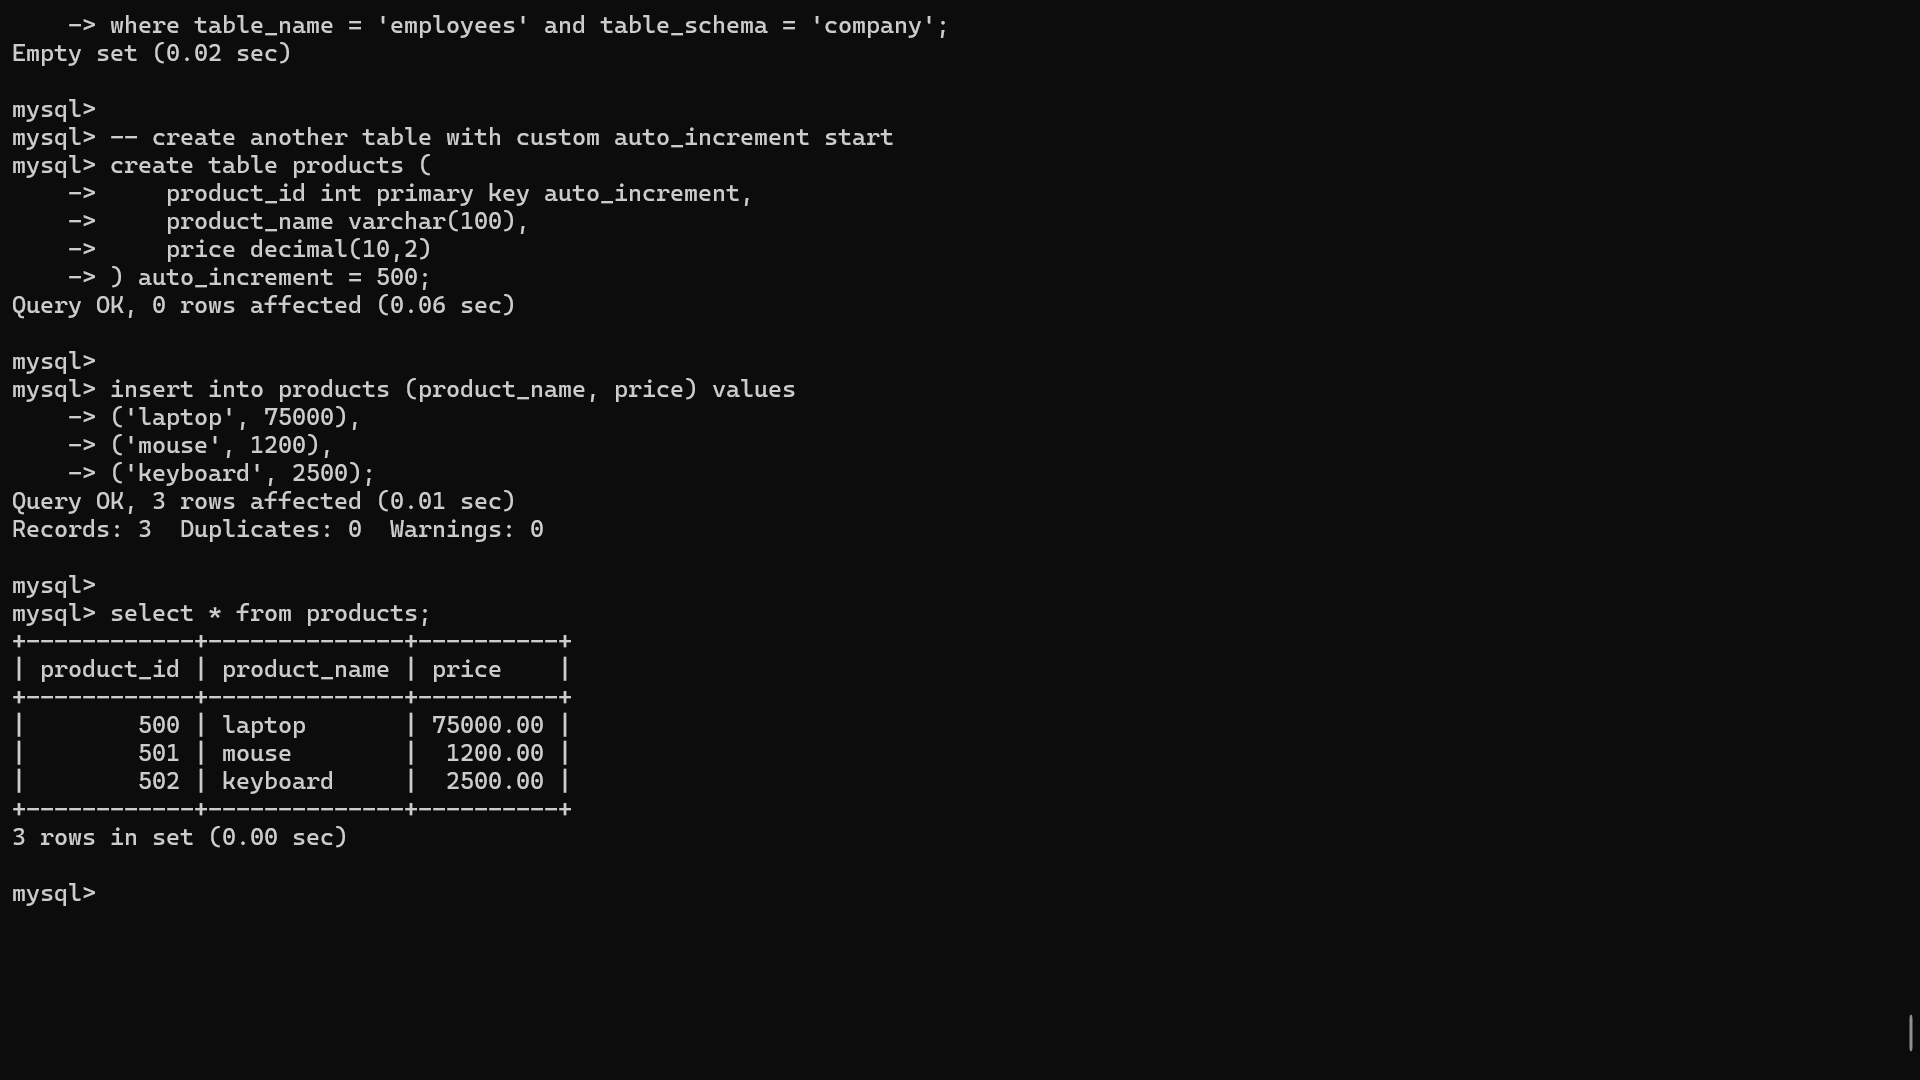 -> where table_name = 'employees' and table_schema = 'company';
Empty set (0.02 sec)

mysql>
mysql> -- create another table with custom auto_increment start
mysql> create table products (
    ->     product_id int primary key auto_increment,
    ->     product_name varchar(100),
    ->     price decimal(10,2)
    -> ) auto_increment = 500;
Query OK, 0 rows affected (0.06 sec)

mysql>
mysql> insert into products (product_name, price) values
    -> ('laptop', 75000),
    -> ('mouse', 1200),
    -> ('keyboard', 2500);
Query OK, 3 rows affected (0.01 sec)
Records: 3  Duplicates: 0  Warnings: 0

mysql>
mysql> select * from products;
+------------+--------------+----------+
| product_id | product_name | price    |
+------------+--------------+----------+
|        500 | laptop       | 75000.00 |
|        501 | mouse        |  1200.00 |
|        502 | keyboard     |  2500.00 |
+------------+--------------+----------+
3 rows in set (0.00 sec)

mysql>